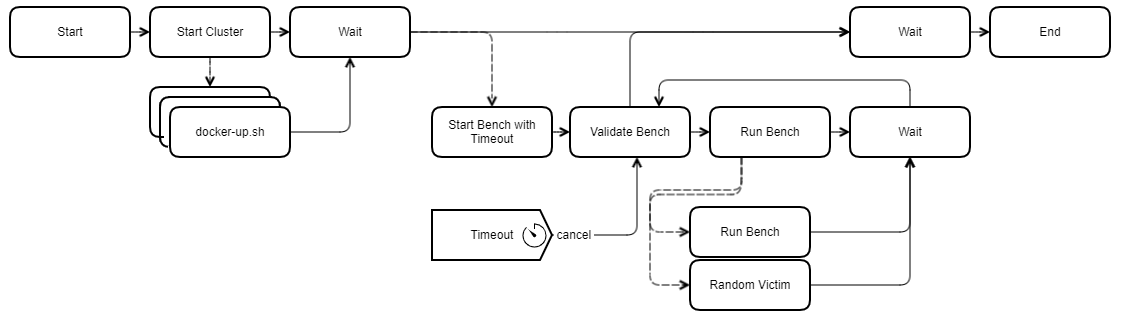 Start
Start Cluster
Wait
Wait
End
docker-up.sh
Start Bench with
Timeout
Validate Bench
Run Bench
Wait
Timeout
cancel
Run Bench
Random Victim